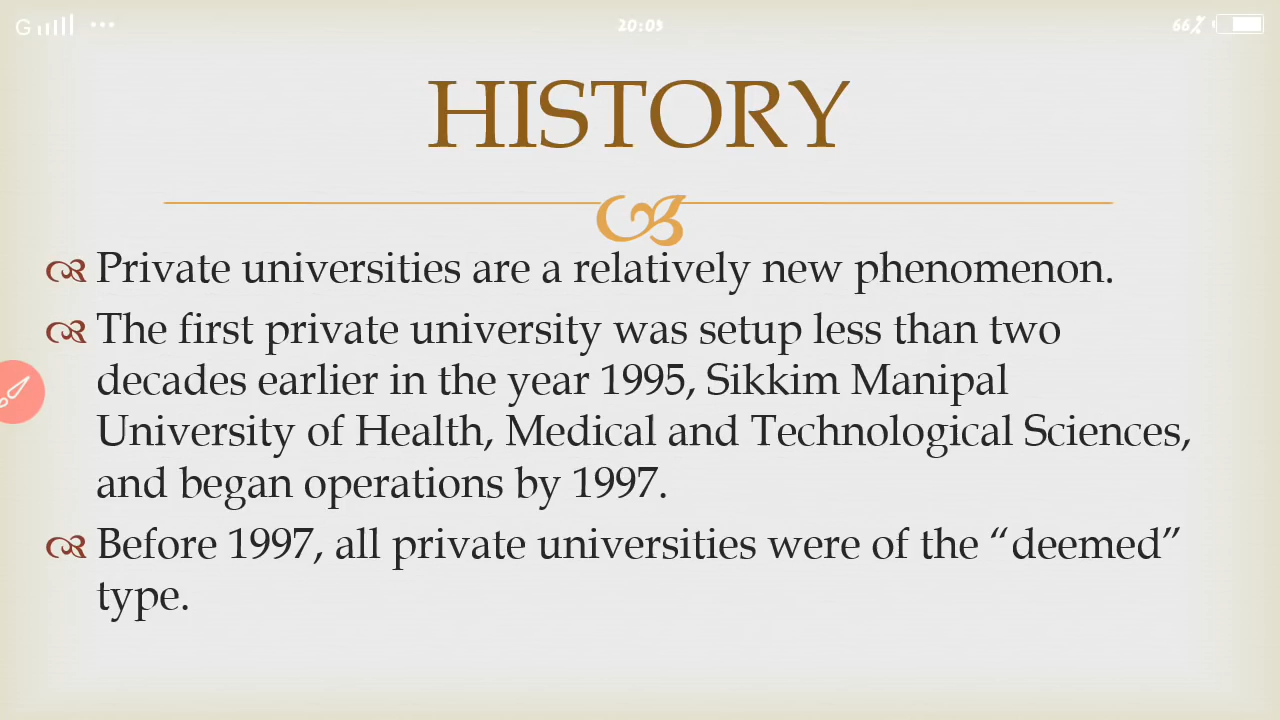 G
20:05
66%
HISTORY
Private universities are a relatively new phenomenon.
The first private university was setup less than two
decades earlier in the year 1995, Sikkim Manipal
University of Health, Medical and Technological Sciences,
and began operations by 1997.
Before 1997, all private universities were of the “deemed”
type.